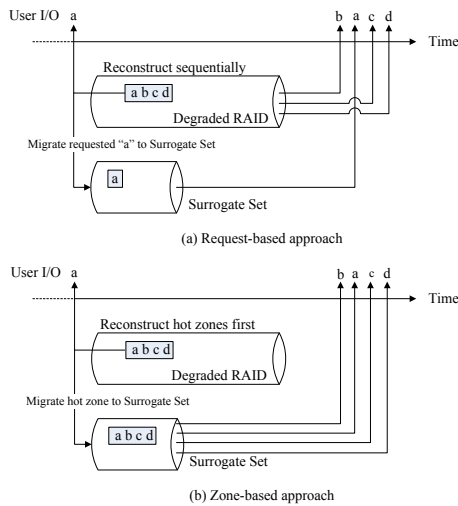 User I/O a b a c d
Time
Reconstruct sequentially
a b c d
Degraded RAID
Migrate requested “a” to Surrogate Set
a
Surrogate Set
(a) Request-based approach
User I/O a b a c d
Time
Reconstruct hot zones first
a b c d
Degraded RAID
Migrate hot zone to Surrogate Set
a b c d
Surrogate Set
(b) Zone-based approach